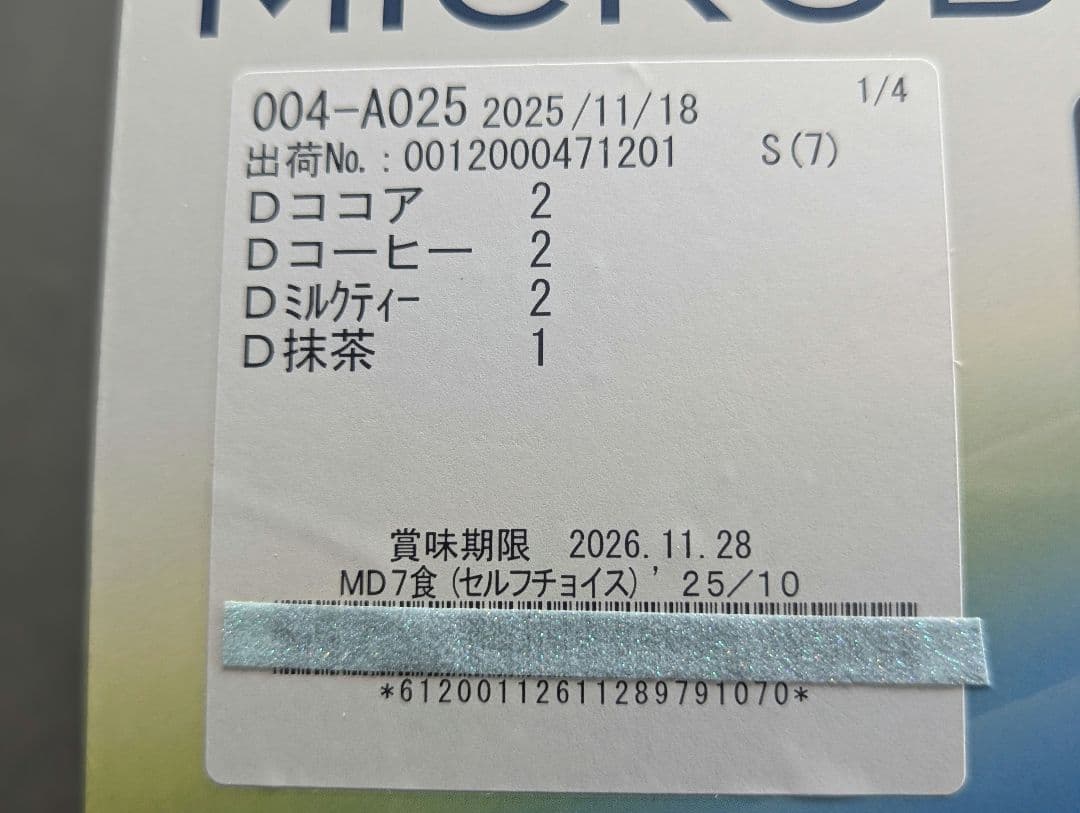 MICROD
004-A025 2025/11/18 1/4
出荷No.:0012000471201 S(7)
Dココア 2
Dコーヒー 2
Dミルクティー 2
D抹茶 1
賞味期限 2026.11.28
MD7食(セルフチョイス)’25/10
*61200112611289791070*